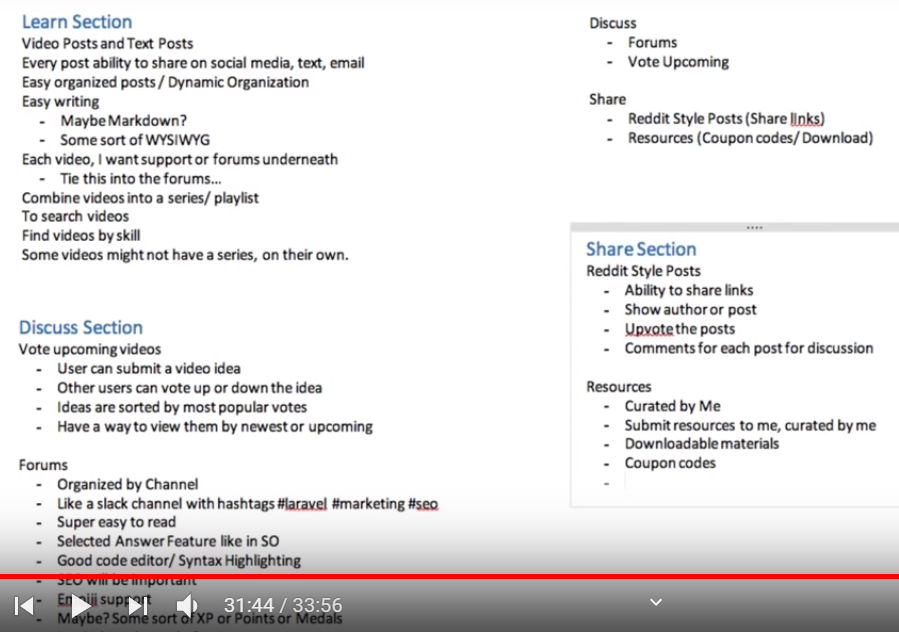 Learn Section
Video Posts and Text Posts
Every post ability to share on social media, text, email
Easy organized posts / Dynamic Organization
Easy writing
- Maybe Markdown?
- Some sort of WYSIWYG
Each video, I want support or forums underneath
- Tie this into the forums...
Combine videos into a series/ playlist
To search videos
Find videos by skill
Some videos might not have a series, on their own.
Discuss Section
Vote upcoming videos
- User can submit a video idea
- Other users can vote up or down the idea
- Ideas are sorted by most popular votes
- Have a way to view them by newest or upcoming
Forums
- Organized by Channel
- Like a slack channel with hashtags #laravel #marketing #seo
- Super easy to read
- Selected Answer Feature like in SO
- Good code editor/ Syntax Highlighting
- SEO will be important
- Emojii support
- Maybe? Some sort of XP or Points or Medals
Discuss
- Forums
- Vote Upcoming
Share
- Reddit Style Posts (Share lInks)
- Resources (Coupon codes/ Download)
Share Section
Reddit Style Posts
- Ability to share links
- Show author or post
- Upvote the posts
- Comments for each post for discussion
Resources
- Curated by Me
- Submit resources to me, curated by me
- Downloadable materials
- Coupon codes
-
31:44 / 33:56